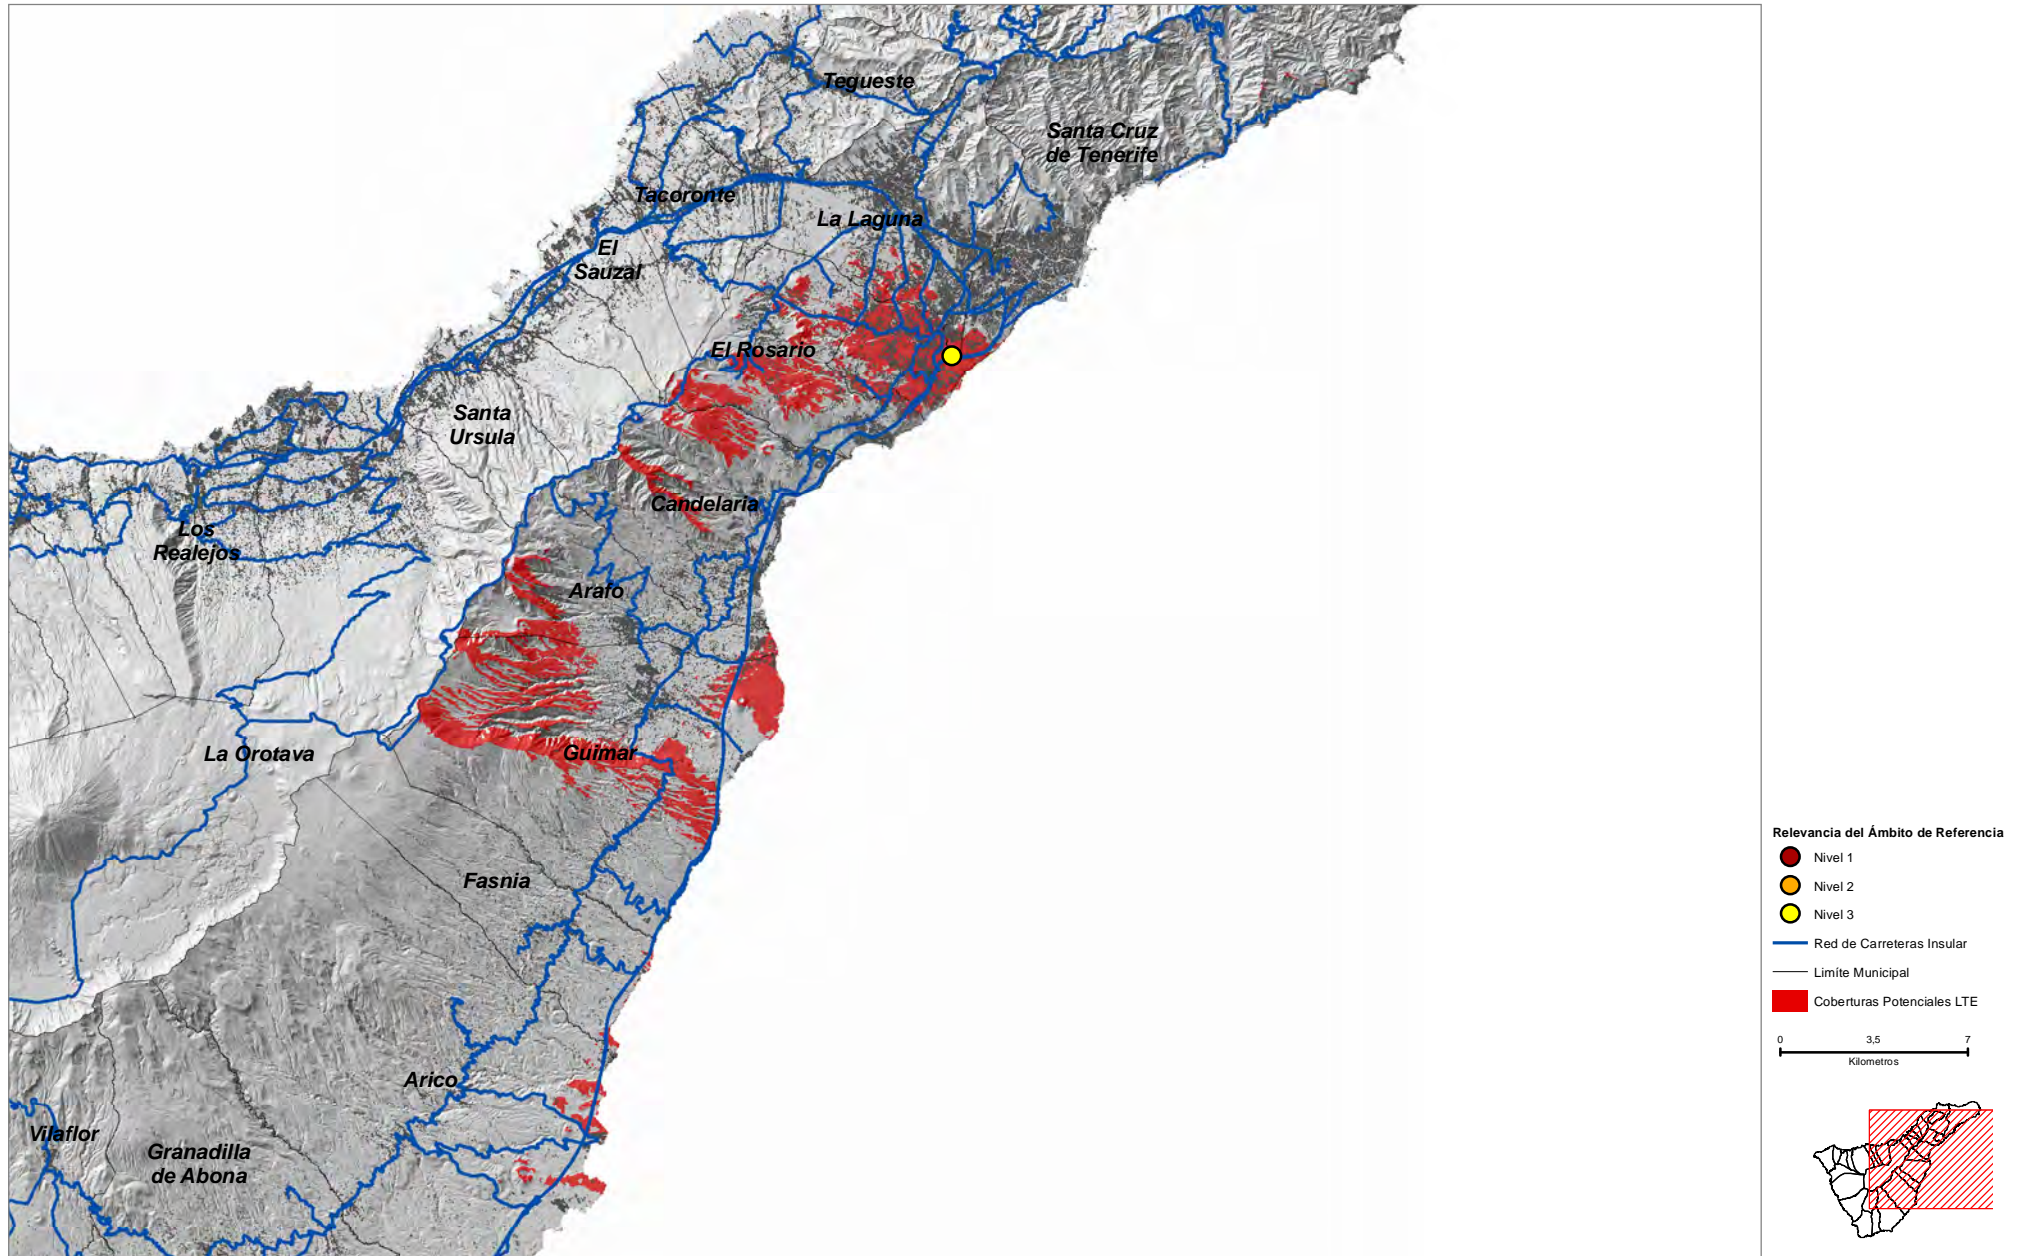 Tegueste
Santa Cruz
de Tenerife
Tacoronte
La Laguna
El
Sauzal
El Rosario
Santa
Ursula
Candelaria
Los
Realejos
Arafo
La Orotava
Guimar
Fasnia
Arico
Vilaflor
Granadilla
de Abona
Relevancia del Ámbito de Referencia
Nivel 1
Nivel 2
Nivel 3
Red de Carreteras Insular
Limíte Municipal
Coberturas Potenciales LTE
0 3,5 7
Kilometros